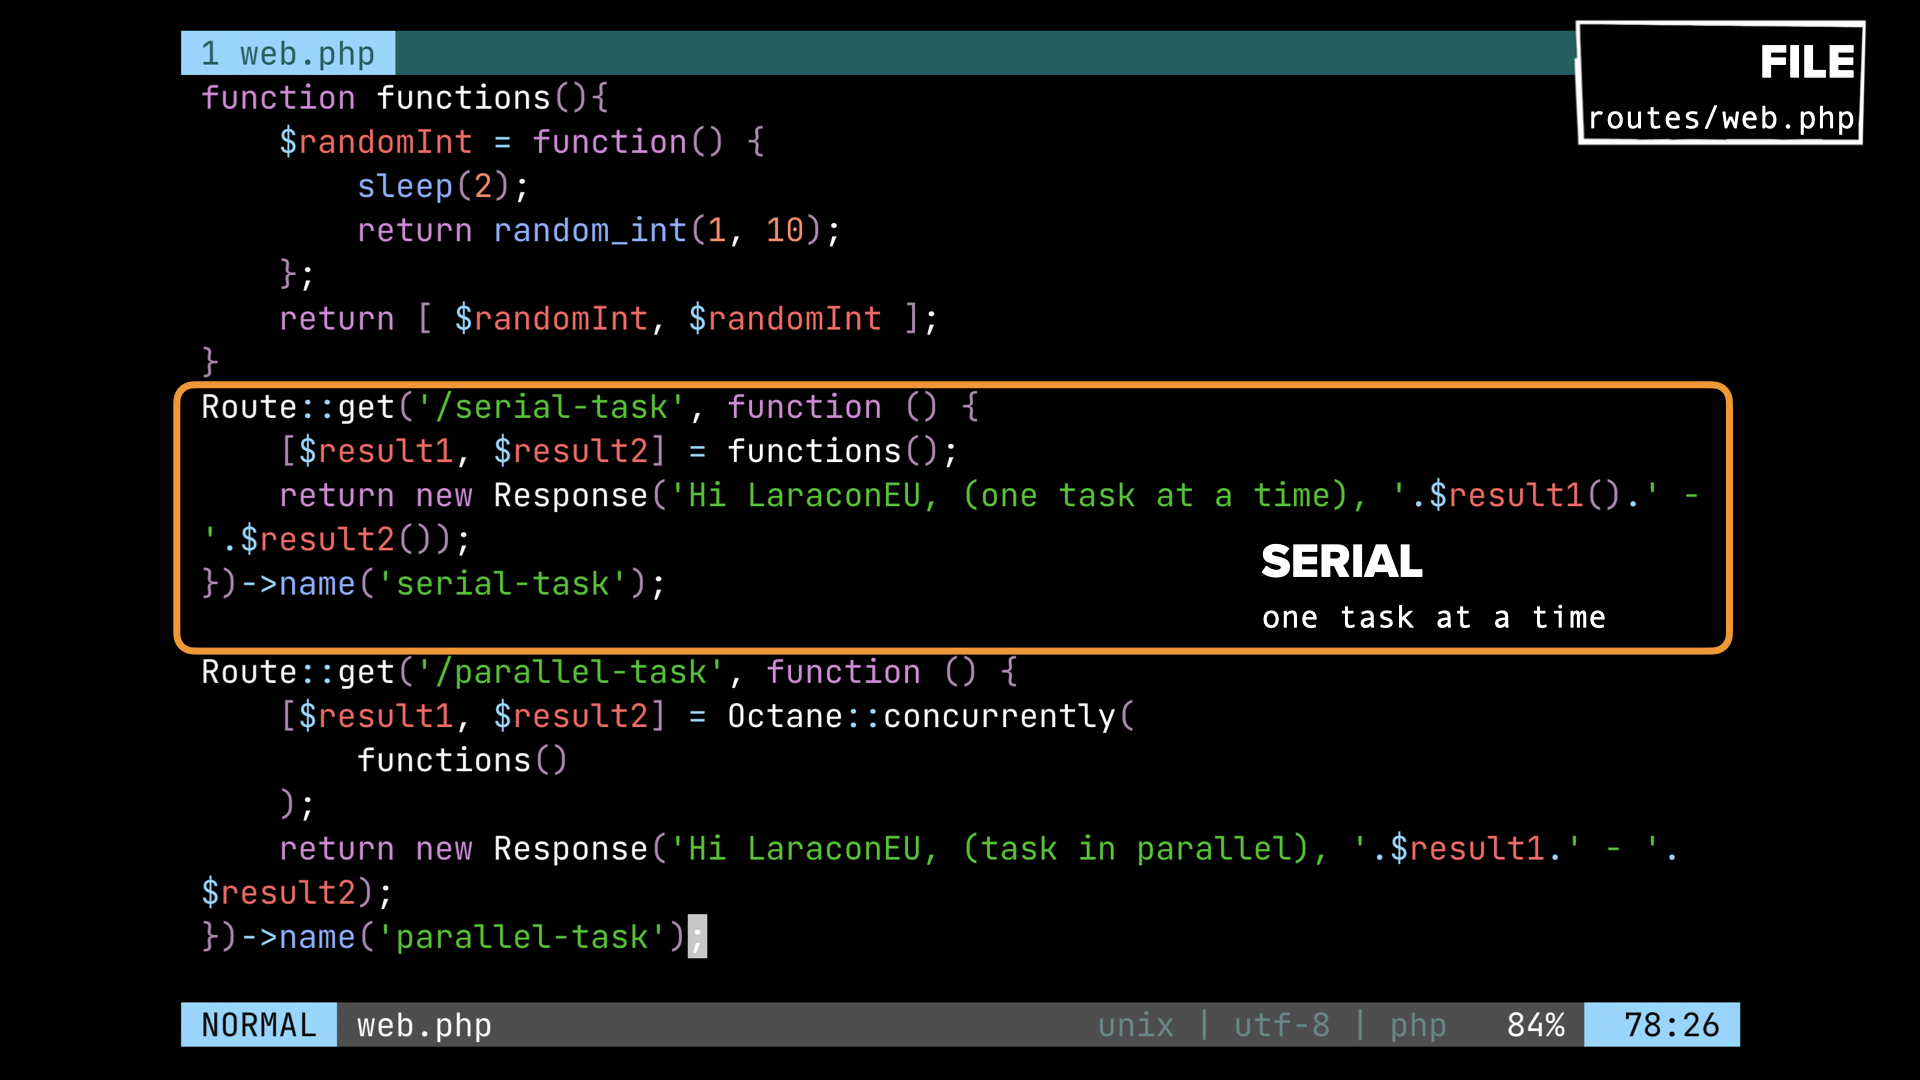 1 web.php
FILE
routes/web.php
function functions(){
    $randomInt = function() {
        sleep(2);
        return random_int(1, 10);
    };
    return [ $randomInt, $randomInt ];
}
Route::get('/serial-task', function () {
    [$result1, $result2] = functions();
    return new Response('Hi LaraconEU, (one task at a time), '.$result1().' -
'.$result2());
})->name('serial-task');
SERIAL
one task at a time
Route::get('/parallel-task', function () {
    [$result1, $result2] = Octane::concurrently(
        functions()
    );
    return new Response('Hi LaraconEU, (task in parallel), '.$result1.' - '.
$result2);
})->name('parallel-task');
NORMAL web.php unix | utf-8 | php 84% 78:26